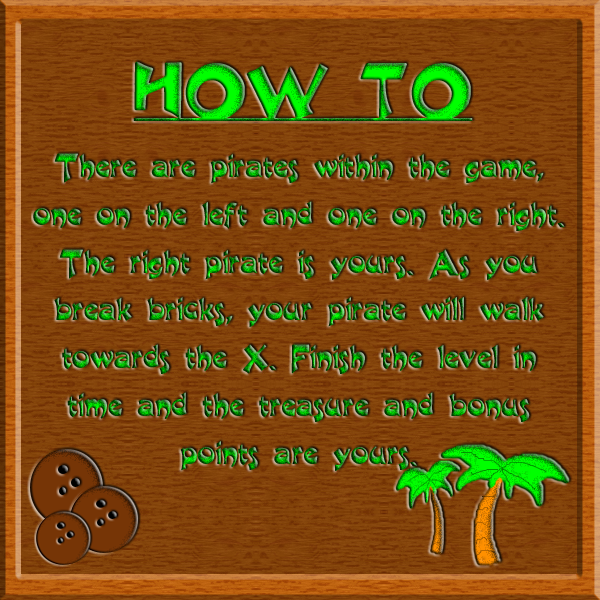 HOW TO
There are pirates within the game,
one on the left and one on the right.
The right pirate is yours. As you
break bricks, your pirate will walk
towards the X. Finish the level in
time and the treasure and bonus
points are yours.